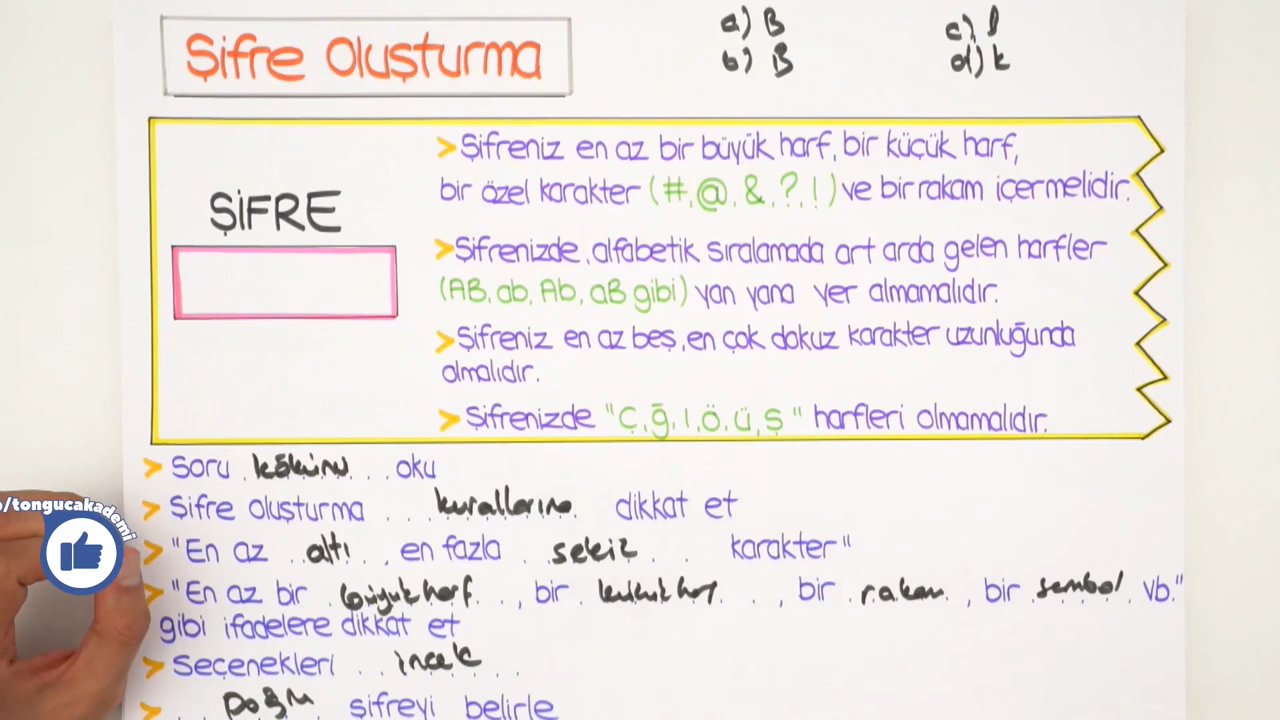 Şifre Oluşturma
a) B
b) B
c) l
d) k
ŞİFRE
➤Şifreniz en az bir büyük harf, bir küçük harf,
bir özel karakter (#,@,&,?,!) ve bir rakam içermelidir.
➤Şifrenizde, alfabetik sıralamada art arda gelen harfler
(AB, ab, Ab, aB gibi) yan yana yer almamalıdır.
➤Şifreniz en az beş, en çok dokuz karakter uzunluğunda
olmalıdır.
➤Şifrenizde "Ç,ğ,ı,ö,ü,Ş" harfleri olmamalıdır.
➤ Soru kökünü oku
➤ Şifre oluşturma ... kurallarına dikkat et
➤ "En az altı, en fazla sekiz karakter"
➤ "En az bir büyük harf.., bir küçük harf.., bir rakam, bir sembol vb."
gibi ifadelere dikkat et
➤ Seçenekleri .. incele
➤ .. Doğru şifreyi belirle
/tongucakademi